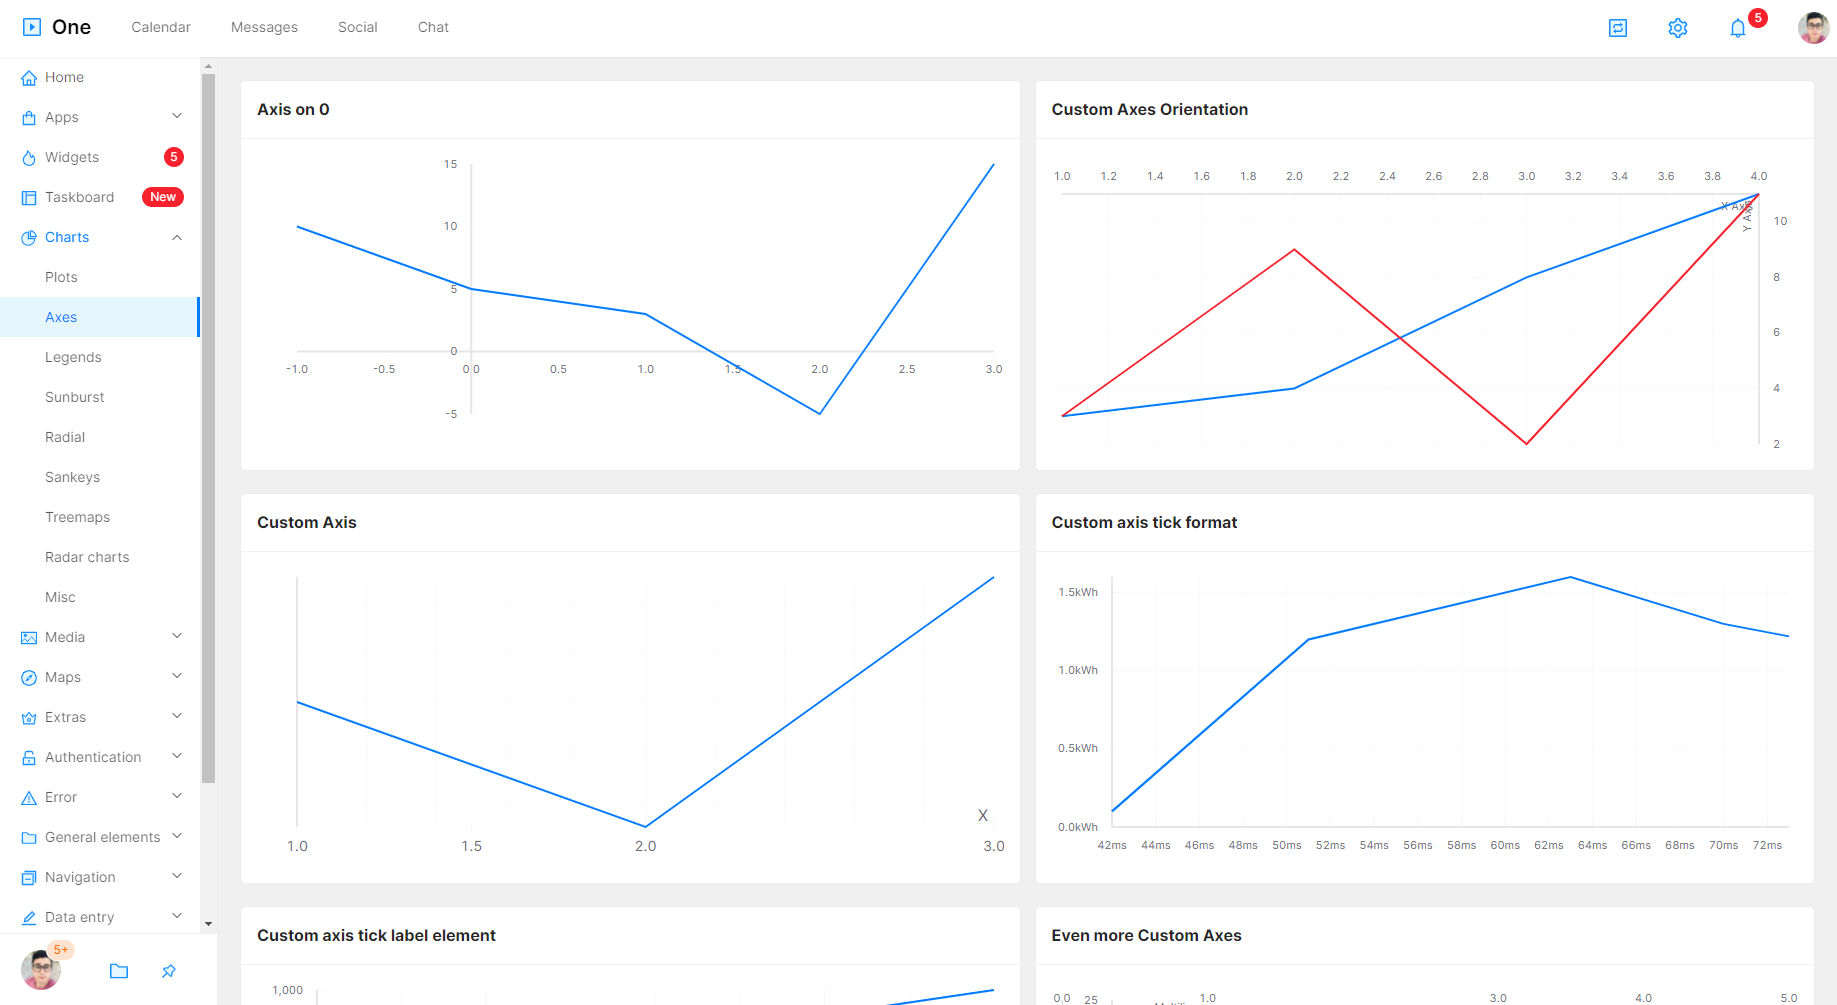 One
Calendar
Messages
Social
Chat
5
Home
Apps
Widgets
5
Taskboard
New
Charts
Plots
Axes
Legends
Sunburst
Radial
Sankeys
Treemaps
Radar charts
Misc
Media
Maps
Extras
Authentication
Error
General elements
Navigation
Data entry
5+
Axis on 0
15
10
5
0
-5
-1.0 -0.5 0.0 0.5 1.0 1.5 2.0 2.5 3.0
Custom Axes Orientation
1.0 1.2 1.4 1.6 1.8 2.0 2.2 2.4 2.6 2.8 3.0 3.2 3.4 3.6 3.8 4.0
X Axis
Y Axis
10
8
6
4
2
Custom Axis
X
1.0 1.5 2.0 3.0
Custom axis tick format
1.5kWh
1.0kWh
0.5kWh
0.0kWh
42ms 44ms 46ms 48ms 50ms 52ms 54ms 56ms 58ms 60ms 62ms 64ms 66ms 68ms 70ms 72ms
Custom axis tick label element
1,000
Even more Custom Axes
0.0 1.0 3.0 4.0 5.0
25